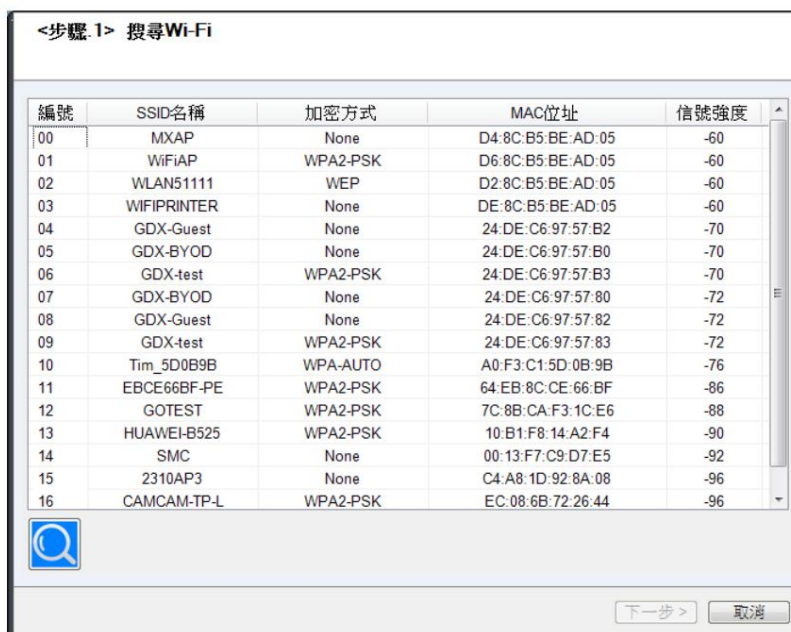 <步驟.1> 搜尋Wi-Fi
編號 SSID名稱 加密方式 MAC位址 信號強度
00 MXAP None D4:8C:B5:BE:AD:05 -60
01 WiFiAP WPA2-PSK D6:8C:B5:BE:AD:05 -60
02 WLAN51111 WEP D2:8C:B5:BE:AD:05 -60
03 WIFIPRINTER None DE:8C:B5:BE:AD:05 -60
04 GDX-Guest None 24:DE:C6:97:57:B2 -70
05 GDX-BYOD None 24:DE:C6:97:57:B0 -70
06 GDX-test WPA2-PSK 24:DE:C6:97:57:B3 -70
07 GDX-BYOD None 24:DE:C6:97:57:80 -72
08 GDX-Guest None 24:DE:C6:97:57:82 -72
09 GDX-test WPA2-PSK 24:DE:C6:97:57:83 -72
10 Tim_5D0B9B WPA-AUTO A0:F3:C1:5D:0B:9B -76
11 EBCE66BF-PE WPA2-PSK 64:EB:8C:CE:66:BF -86
12 GOTEST WPA2-PSK 7C:8B:CA:F3:1C:E6 -88
13 HUAWEI-B525 WPA2-PSK 10:B1:F8:14:A2:F4 -90
14 SMC None 00:13:F7:C9:D7:E5 -92
15 2310AP3 None C4:A8:1D:92:8A:08 -96
16 CAMCAM-TP-L WPA2-PSK EC:08:6B:72:26:44 -96
下一步 > 取消